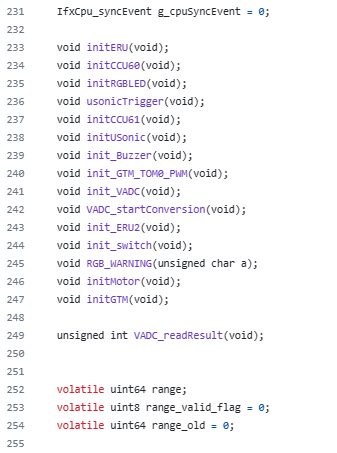 231 IfxCpu_syncEvent g_cpuSyncEvent = 0;
232
233 void initERU(void);
234 void initCCU60(void);
235 void initRGBLED(void);
236 void usonicTrigger(void);
237 void initCCU61(void);
238 void initUSonic(void);
239 void init_Buzzer(void);
240 void init_GTM_TOM0_PWM(void);
241 void init_VADC(void);
242 void VADC_startConversion(void);
243 void init_ERU2(void);
244 void init_switch(void);
245 void RGB_WARNING(unsigned char a);
246 void initMotor(void);
247 void initGTM(void);
248
249 unsigned int VADC_readResult(void);
250
251
252 volatile uint64 range;
253 volatile uint8 range_valid_flag = 0;
254 volatile uint64 range_old = 0;
255